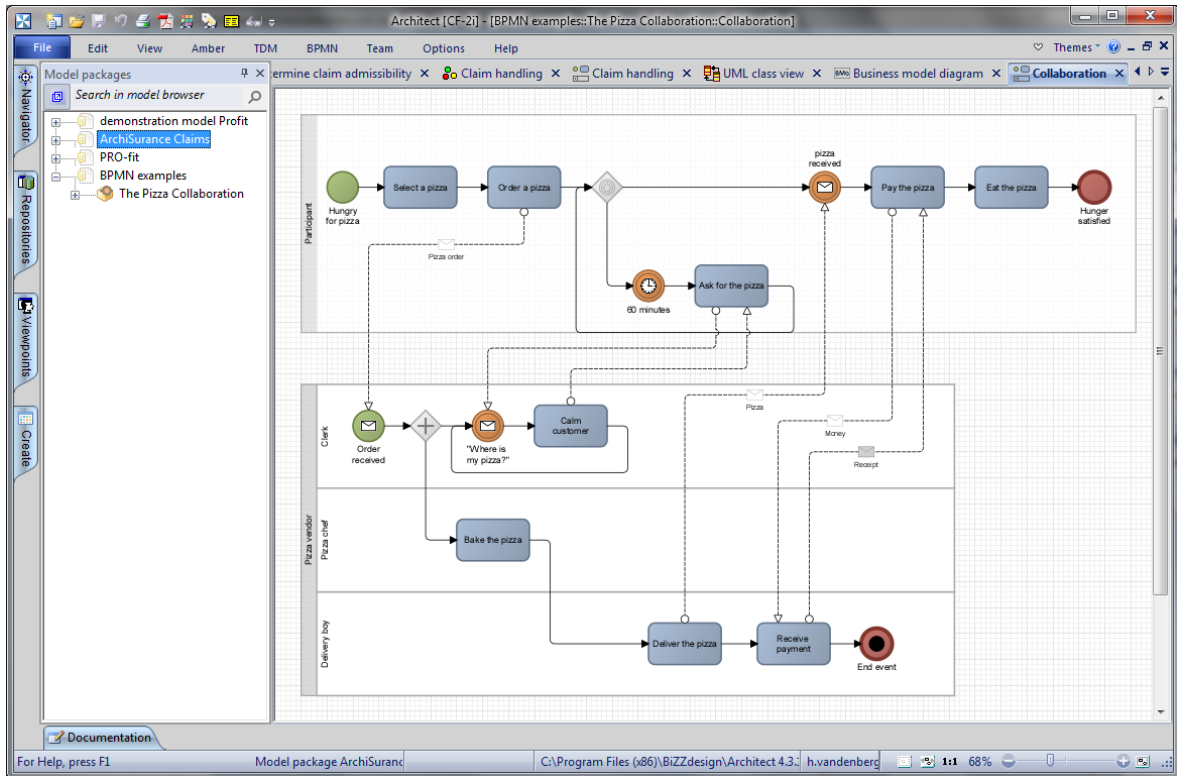 Architect [CF-2i] - [BPMN examples::The Pizza Collaboration::Collaboration]
File Edit View Amber TDM BPMN Team Options Help Themes
Model packages
ermine claim admissibility Claim handling Claim handling UML class view BMo Business model diagram Collaboration
Search in model browser
demonstration model Profit
ArchiSurance Claims
PRO-fit
BPMN examples
The Pizza Collaboration
Navigator
Repositories
Viewpoints
Create
Participant
Hungry
for pizza
Select a pizza
Order a pizza
pizza
received
Pay the pizza
Eat the pizza
Hunger
satisfied
Pizza order
60 minutes
Ask for the pizza
Pizza vendor
Clerk
Order
received
"Where is
my pizza?"
Calm
customer
Pizza
Money
Receipt
Pizza chef
Bake the pizza
Delivery boy
Deliver the pizza
Receive
payment
End event
Documentation
For Help, press F1 Model package ArchiSuranc C:\Program Files (x86)\BiZZdesign\Architect 4.3. h.vandenberg 1:1 68%